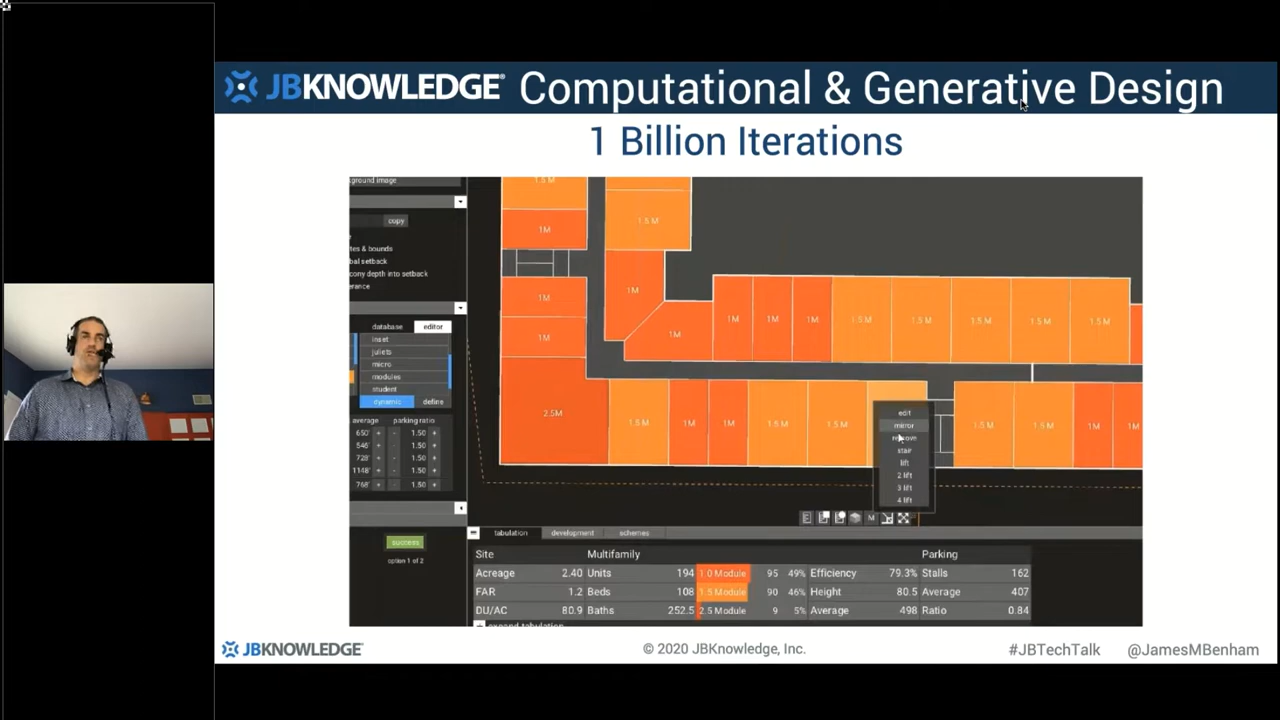 JBKNOWLEDGE® Computational & Generative Design
1 Billion Iterations
ground image
copy
tes & bounds
bal setback
cony depth into setback
erance
database editor
inset
juliets
micro
modules
student
dynamic define
average parking ratio
650' + - 1.50 +
546' + - 1.50 +
728' + - 1.50 +
1148' + - 1.50 +
768' + - 1.50 +
success
option 1 of 2
1.5 M
1M 1.5 M
1M 1M
1M 1M 1M 1M 1M 1.5 M 1.5 M 1.5 M 1.5 M 1.5 M
2.5M 1.5 M 1M 1M 1.5 M 1.5 M 1.5 M 1.5 M 1M 1M
edit
mirror
remove
stair
lift
2 lift
3 lift
4 lift
M
tabulation development schemes
Site Multifamily Parking
Acreage 2.40 Units 194 1.0 Module 95 49% Efficiency 79.3% Stalls 162
FAR 1.2 Beds 108 1.5 Module 90 46% Height 80.5 Average 407
DU/AC 80.9 Baths 252.5 2.5 Module 9 5% Average 498 Ratio 0.84
+ expand tabulation
JBKNOWLEDGE © 2020 JBKnowledge, Inc. #JBTechTalk @JamesMBenham